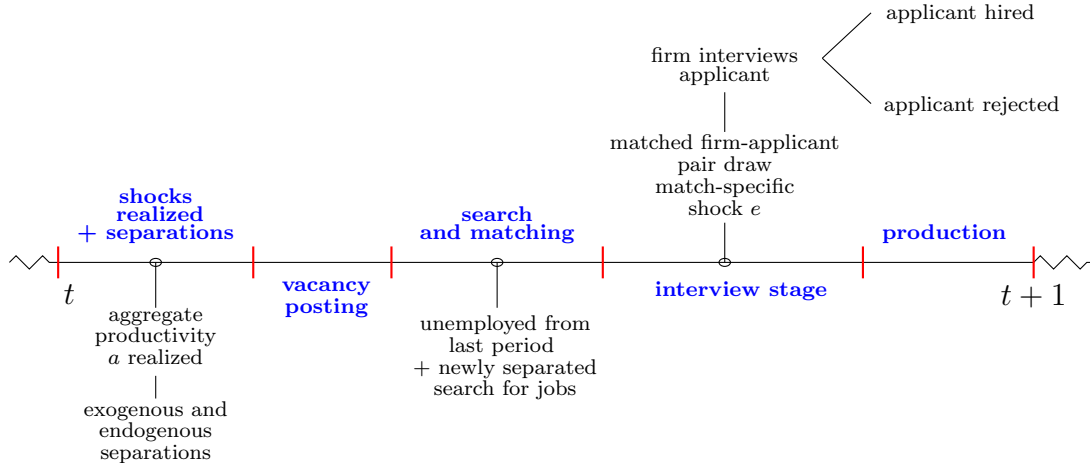 applicant hired
firm interviews
applicant
applicant rejected
matched firm-applicant
pair draw
match-specific
shock e
shocks
realized
+ separations
search
and matching
production
vacancy
posting
interview stage
t
t + 1
aggregate
productivity
a realized
unemployed from
last period
+ newly separated
search for jobs
exogenous and
endogenous
separations